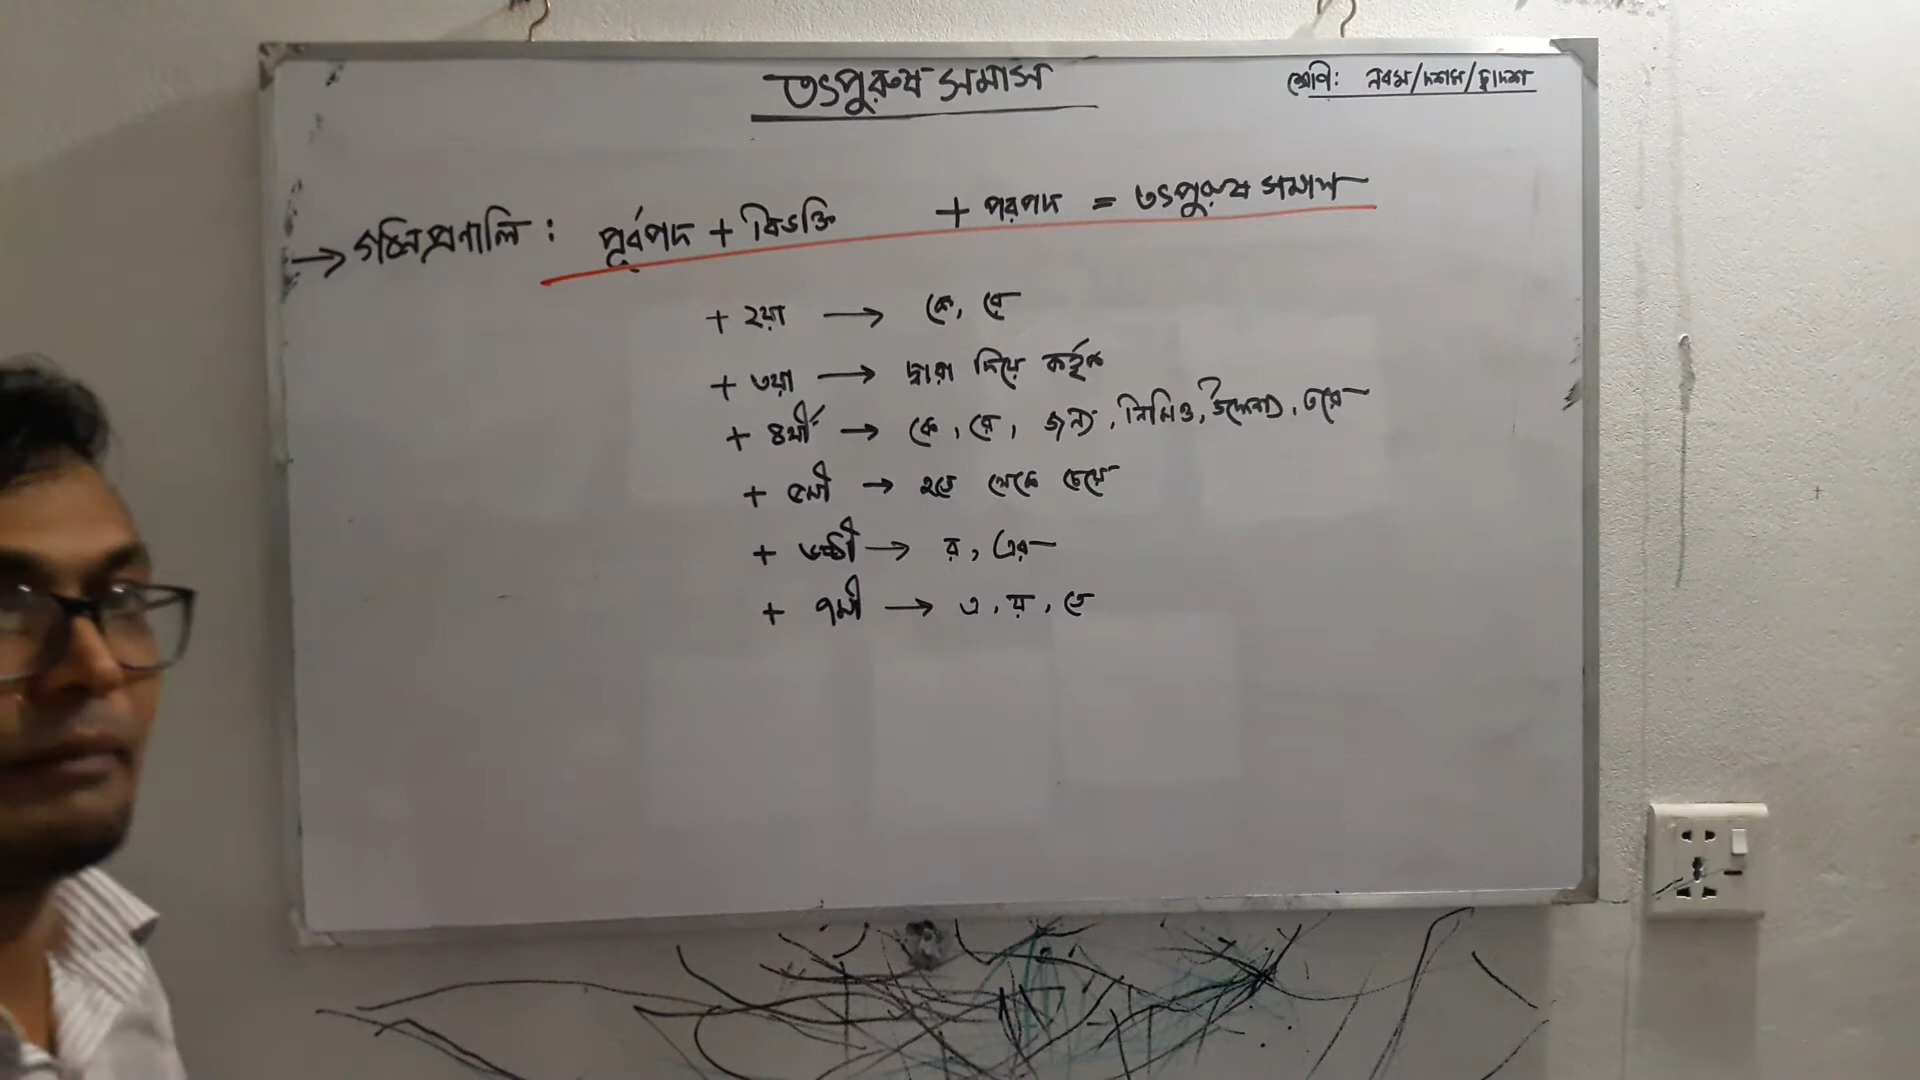 তৎপুরুষ সমাস
শ্রেণি: নবম/দশম/দ্বাদশ
→ গঠনপ্রণালি : পূর্বপদ + বিভক্তি + পরপদ = তৎপুরুষ সমাস
+ ২য়া → কে, রে
+ ৩য়া → দ্বারা দিয়ে কর্তৃক
+ ৪র্থী → কে, রে, জন্য, নিমিত্ত, উদ্দেশ্য, তরে
+ ৫মী → হতে থেকে চেয়ে
+ ৬ষ্ঠী → র, এর
+ ৭মী → এ, য়, তে